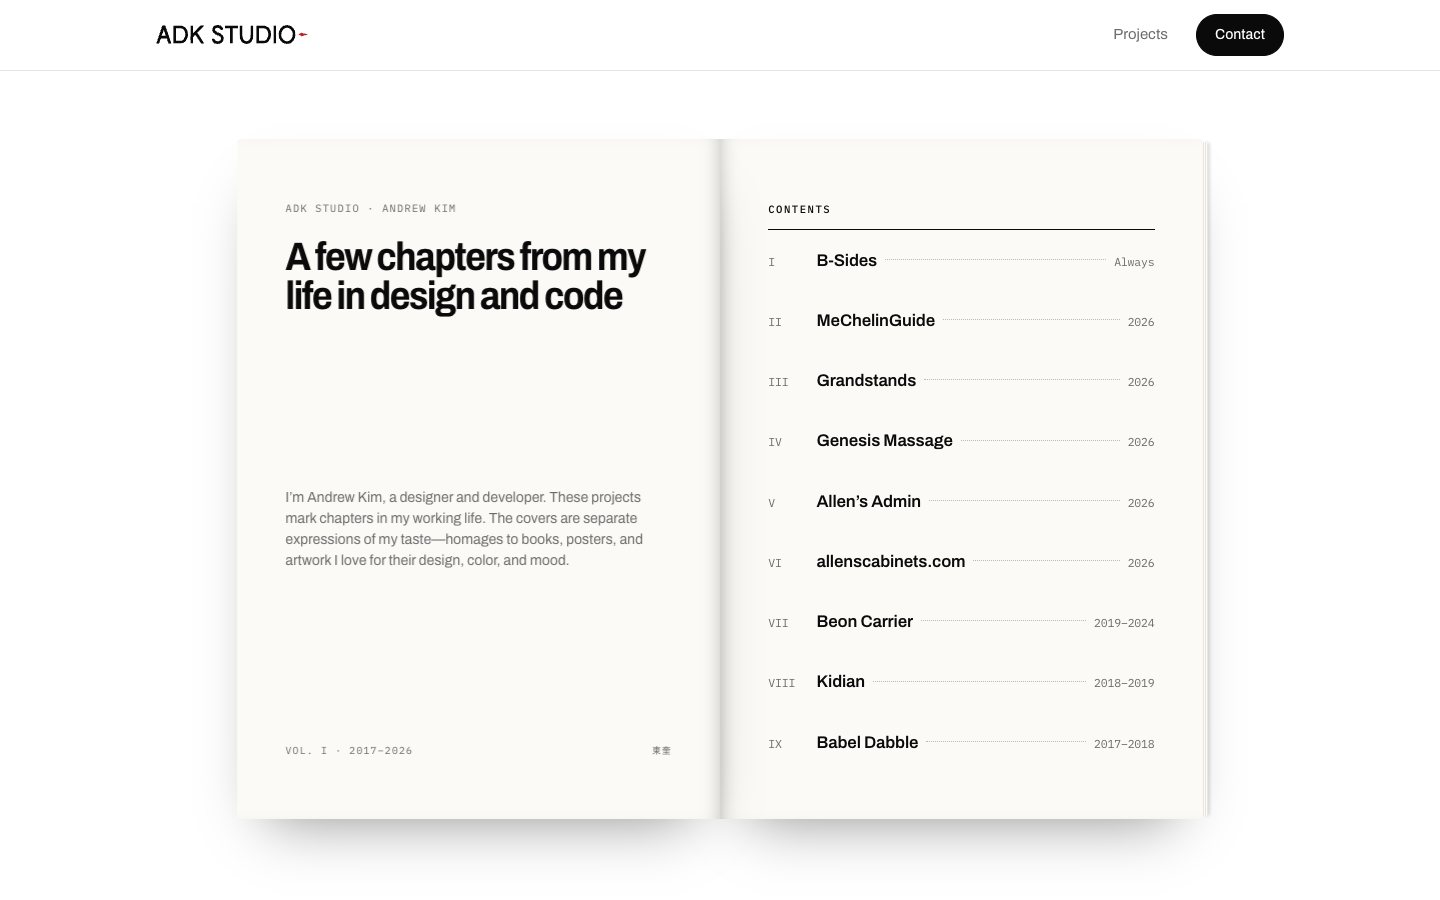 ADK STUDIO
Projects
Contact
ADK STUDIO · ANDREW KIM
A few chapters from my
life in design and code
I’m Andrew Kim, a designer and developer. These projects
mark chapters in my working life. The covers are separate
expressions of my taste—homages to books, posters, and
artwork I love for their design, color, and mood.
VOL. I · 2017–2026
東奎
CONTENTS
I B-Sides Always
II MeChelinGuide 2026
III Grandstands 2026
IV Genesis Massage 2026
V Allen’s Admin 2026
VI allenscabinets.com 2026
VII Beon Carrier 2019–2024
VIII Kidian 2018–2019
IX Babel Dabble 2017–2018